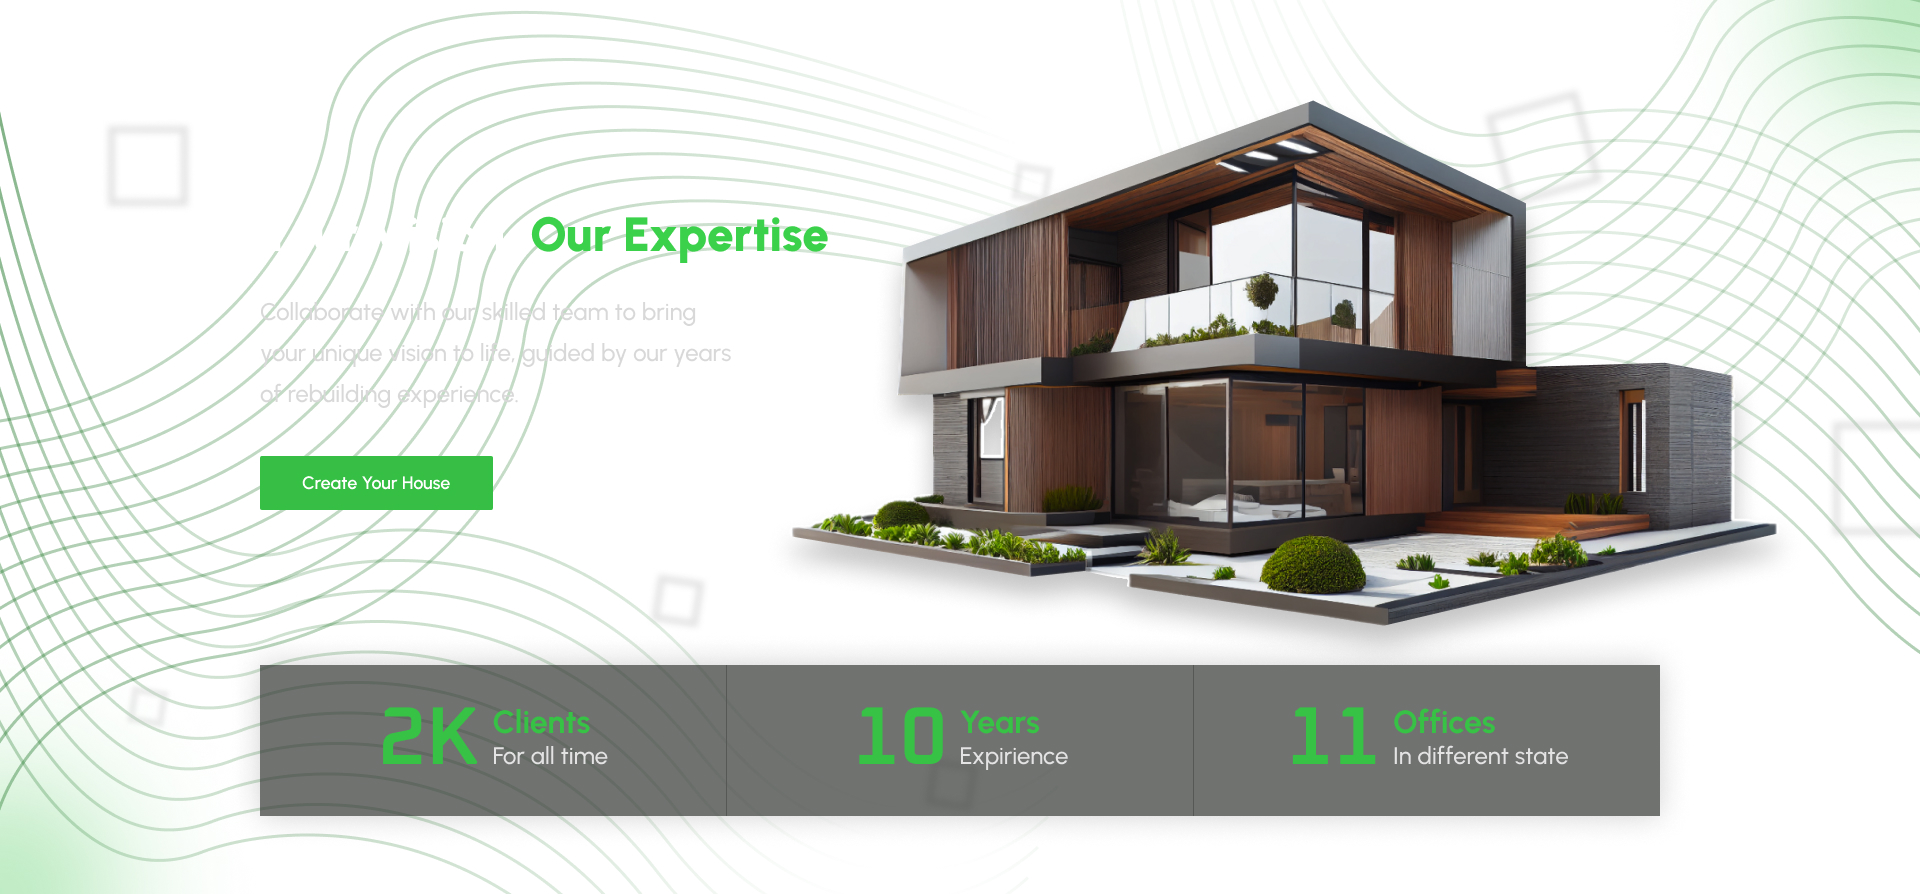 Our Expertise
Collaborate with our skilled team to bring
your unique vision to life, guided by our years
of rebuilding experience.
Create Your House
2K Clients
For all time
10 Years
Expirience
11 Offices
In different state